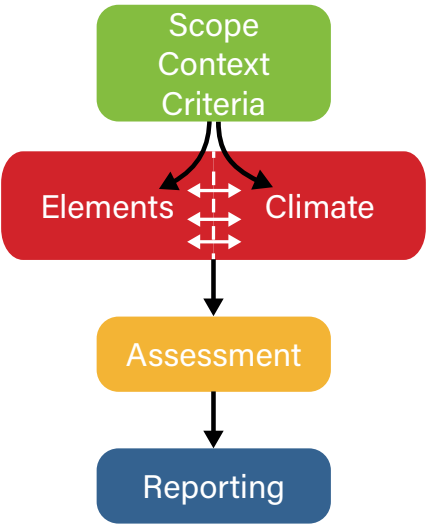 Scope
Context
Criteria
Elements
Climate
Assessment
Reporting